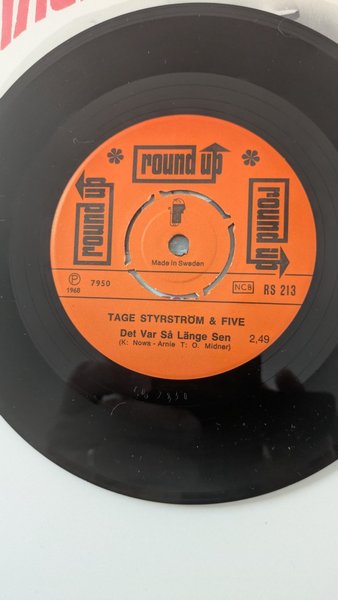 round up
round up
round up
Made in Sweden
P
1968
7950
NCB
RS 213
TAGE STYRSTRÖM & FIVE
Det Var Så Länge Sen 2,49
(K: Nows - Arnie T: O. Midner)